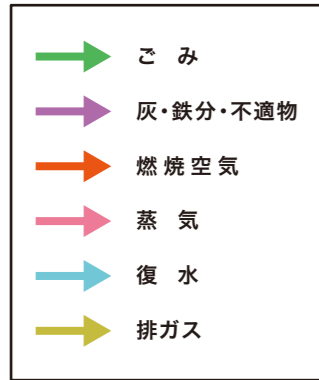 ごみ
灰・鉄分・不適物
燃焼空気
蒸気
復水
排ガス